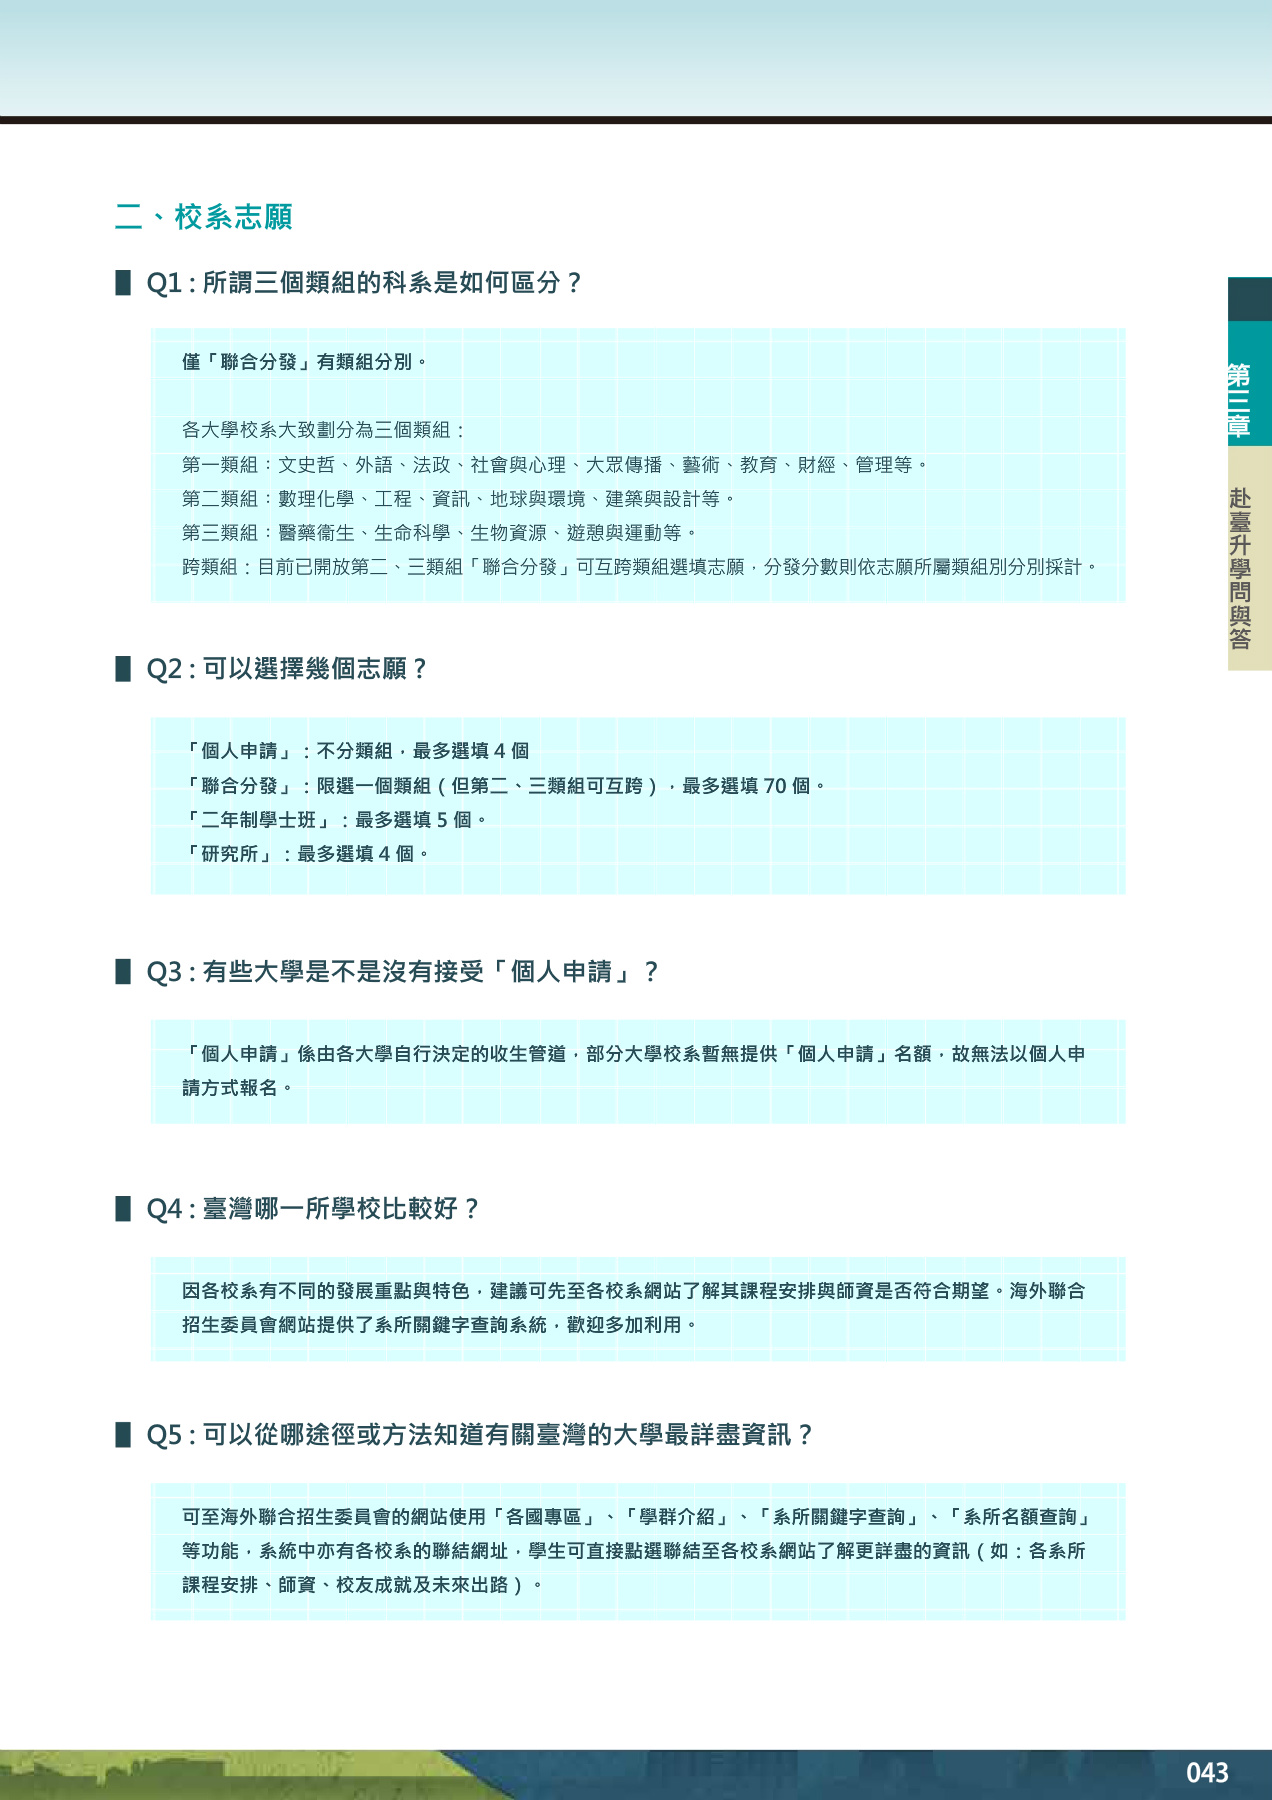 二、校系志願
Q1 : 所謂三個類組的科系是如何區分？
僅「聯合分發」有類組分別。
各大學校系大致劃分為三個類組：
第一類組：文史哲、外語、法政、社會與心理、大眾傳播、藝術、教育、財經、管理等。
第二類組：數理化學、工程、資訊、地球與環境、建築與設計等。
第三類組：醫藥衛生、生命科學、生物資源、遊憩與運動等。
跨類組：目前已開放第二、三類組「聯合分發」可互跨類組選填志願，分發分數則依志願所屬類組別分別採計。
Q2 : 可以選擇幾個志願？
「個人申請」：不分類組，最多選填 4 個
「聯合分發」：限選一個類組（但第二、三類組可互跨），最多選填 70 個。
「二年制學士班」：最多選填 5 個。
「研究所」：最多選填 4 個。
Q3 : 有些大學是不是沒有接受「個人申請」？
「個人申請」係由各大學自行決定的收生管道，部分大學校系暫無提供「個人申請」名額，故無法以個人申
請方式報名。
Q4 : 臺灣哪一所學校比較好？
因各校系有不同的發展重點與特色，建議可先至各校系網站了解其課程安排與師資是否符合期望。海外聯合
招生委員會網站提供了系所關鍵字查詢系統，歡迎多加利用。
Q5 : 可以從哪途徑或方法知道有關臺灣的大學最詳盡資訊？
可至海外聯合招生委員會的網站使用「各國專區」、「學群介紹」、「系所關鍵字查詢」、「系所名額查詢」
等功能，系統中亦有各校系的聯結網址，學生可直接點選聯結至各校系網站了解更詳盡的資訊（如：各系所
課程安排、師資、校友成就及未來出路）。
第三章
赴臺升學問與答
043